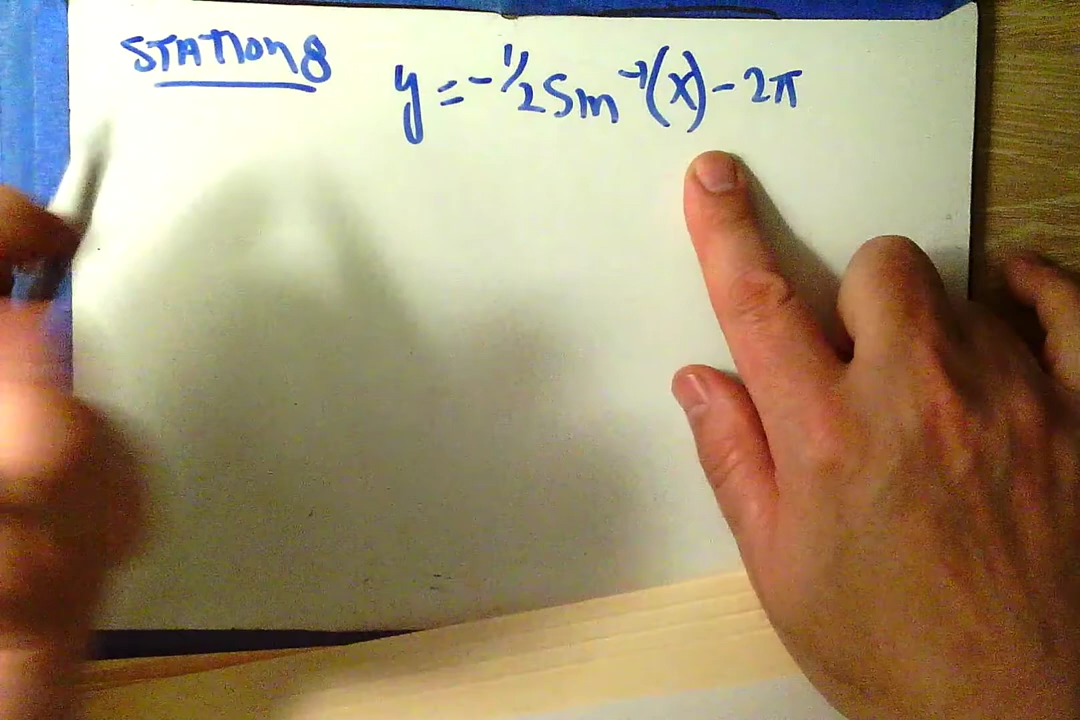 STATION 8
y = -1/2 Sin⁻¹(x) - 2π